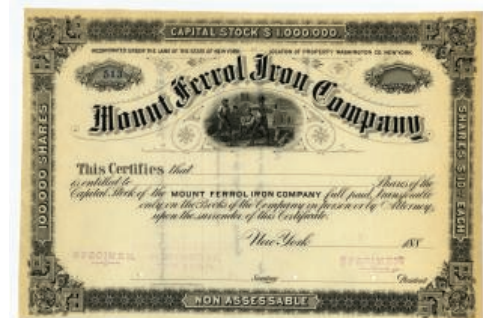 CAPITAL STOCK $1,000,000.
INCORPORATED UNDER THE LAWS OF THE STATE OF NEW YORK. LOCATION OF PROPERTY WASHINGTON CO. NEW YORK.
513
Mount Ferrol Iron Company
100,000 SHARES
SHARES $10 EACH
This Certifies that
is entitled to Shares of the
Capital Stock of the MOUNT FERROL IRON COMPANY full paid, transferable
only on the Books of the Company in person or by Attorney,
upon the surrender of this Certificate.
New York 188
SPECIMEN SPECIMEN
Secretary President
NON ASSESSABLE